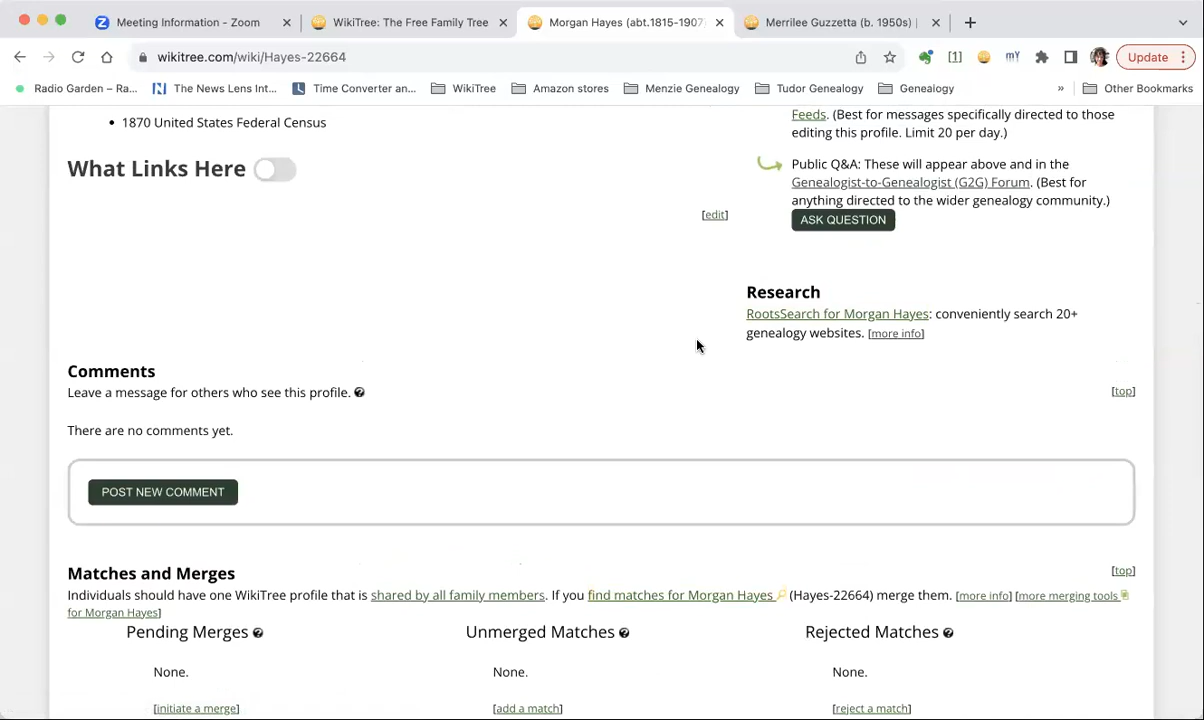 Meeting Information - Zoom
WikiTree: The Free Family Tree
Morgan Hayes (abt.1815-1907
Merrilee Guzzetta (b. 1950s) |
wikitree.com/wiki/Hayes-22664
[1]
mY
Update
Radio Garden – Ra...
The News Lens Int...
Time Converter an...
WikiTree
Amazon stores
Menzie Genealogy
Tudor Genealogy
Genealogy
»
Other Bookmarks
• 1870 United States Federal Census
What Links Here
[edit]
Feeds. (Best for messages specifically directed to those
editing this profile. Limit 20 per day.)
Public Q&A: These will appear above and in the
Genealogist-to-Genealogist (G2G) Forum. (Best for
anything directed to the wider genealogy community.)
ASK QUESTION
Research
RootsSearch for Morgan Hayes: conveniently search 20+
genealogy websites. [more info]
Comments
Leave a message for others who see this profile.
[top]
There are no comments yet.
POST NEW COMMENT
Matches and Merges
[top]
Individuals should have one WikiTree profile that is shared by all family members. If you find matches for Morgan Hayes (Hayes-22664) merge them. [more info] [more merging tools
for Morgan Hayes]
Pending Merges
Unmerged Matches
Rejected Matches
None.
None.
None.
[initiate a merge]
[add a match]
[reject a match]